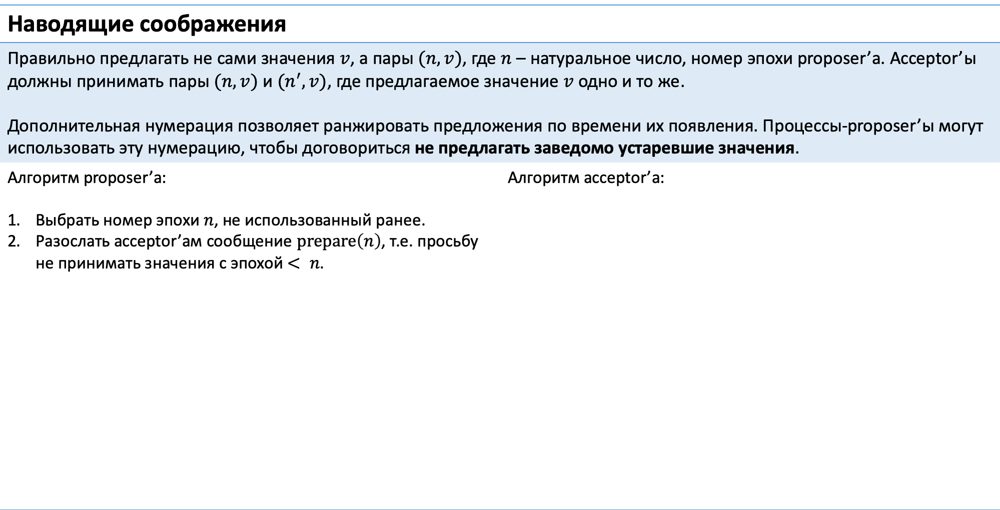 Наводящие соображения
Правильно предлагать не сами значения v, а пары (n, v), где n – натуральное число, номер эпохи proposer’а. Acceptor’ы
должны принимать пары (n, v) и (n′, v), где предлагаемое значение v одно и то же.
Дополнительная нумерация позволяет ранжировать предложения по времени их появления. Процессы-proposer’ы могут
использовать эту нумерацию, чтобы договориться не предлагать заведомо устаревшие значения.
Алгоритм proposer’а:
1. Выбрать номер эпохи n, не использованный ранее.
2. Разослать acceptor’ам сообщение prepare(n), т.е. просьбу
не принимать значения с эпохой < n.
Алгоритм acceptor’а: